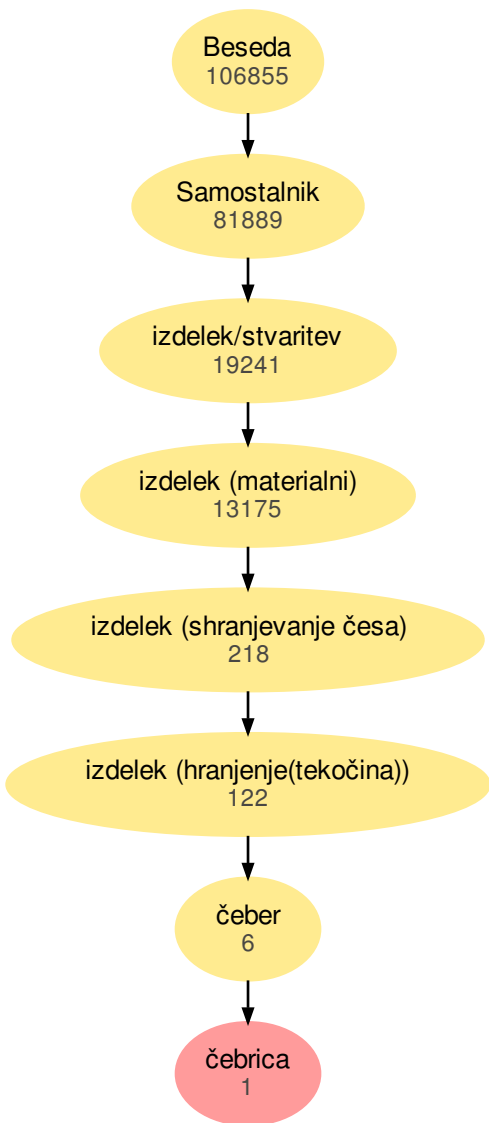 Beseda
106855
Samostalnik
81889
izdelek/stvaritev
19241
izdelek (materialni)
13175
izdelek (shranjevanje česa)
218
izdelek (hranjenje(tekočina))
122
čeber
6
čebrica
1